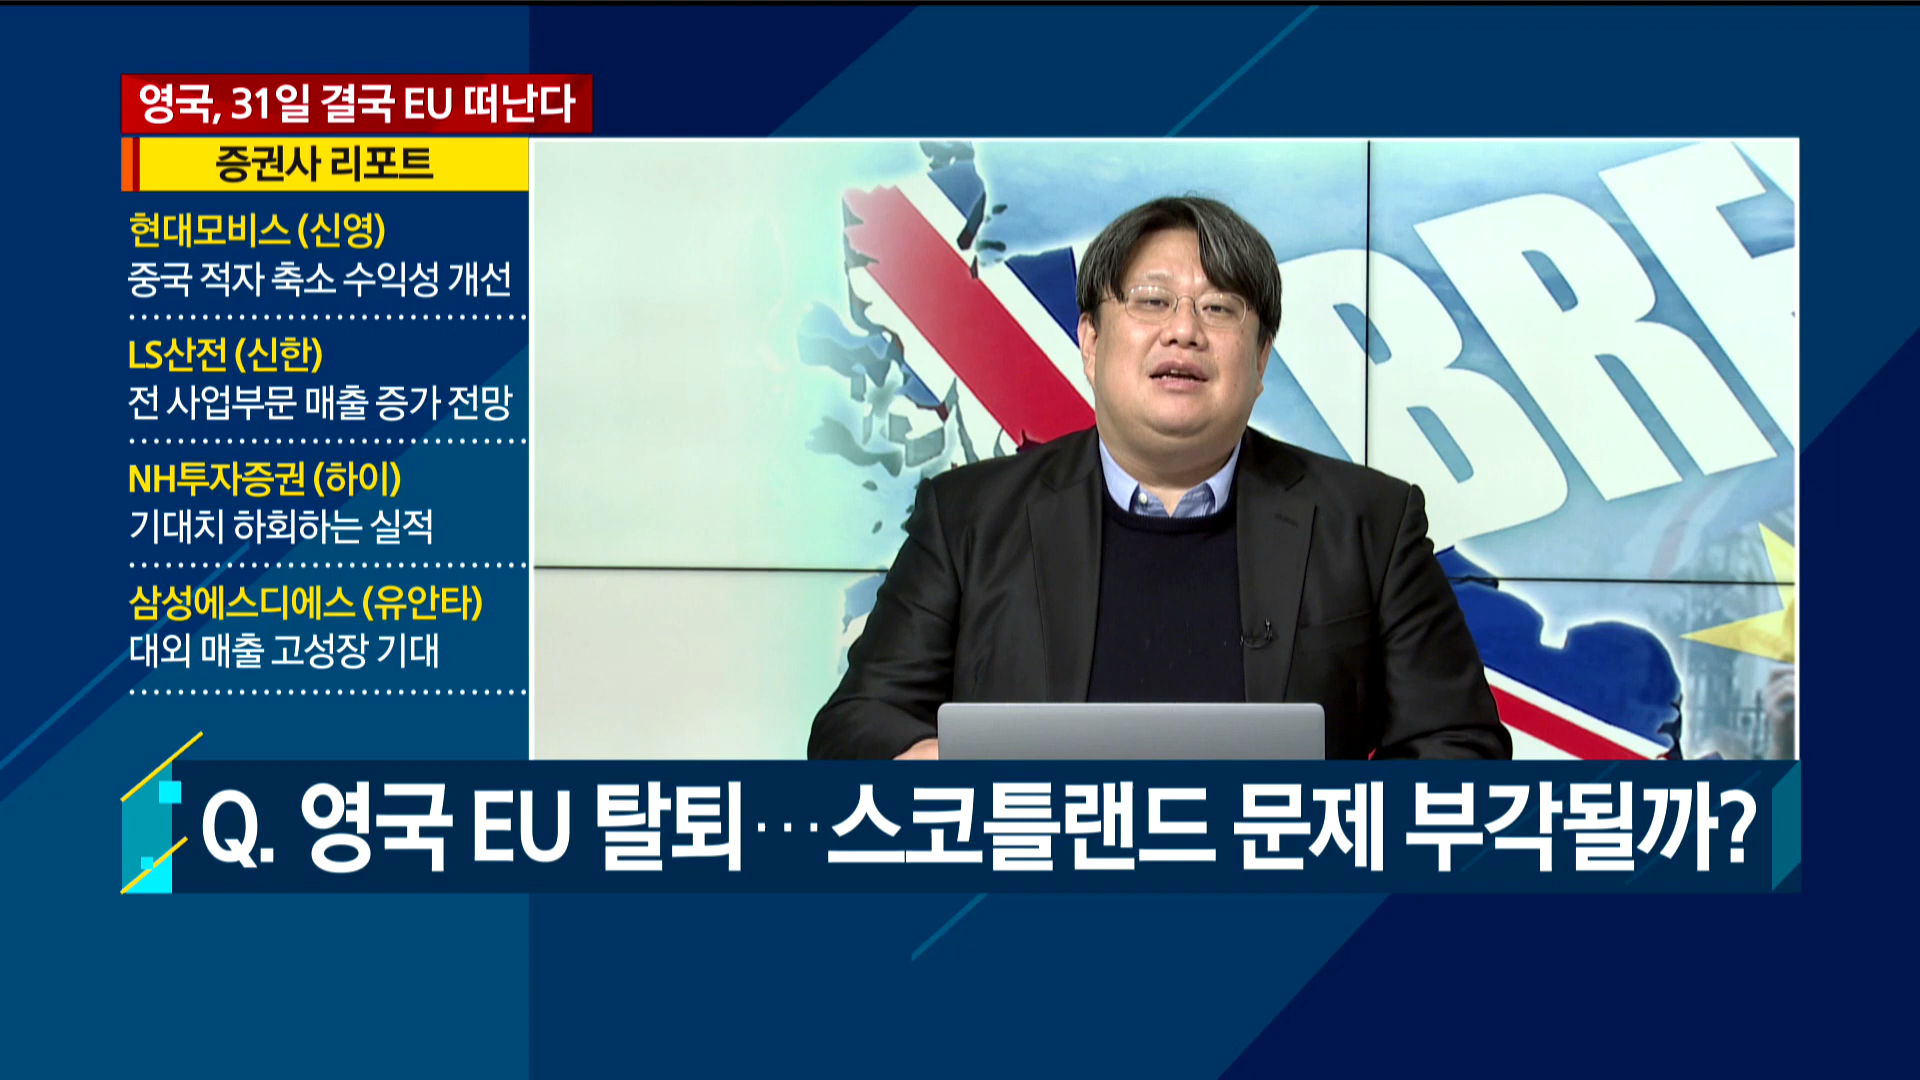 영국, 31일 결국 EU 떠난다
증권사 리포트
현대모비스 (신영)
중국 적자 축소 수익성 개선
LS산전 (신한)
전 사업부문 매출 증가 전망
NH투자증권 (하이)
기대치 하회하는 실적
삼성에스디에스 (유안타)
대외 매출 고성장 기대
BRE
Q. 영국 EU 탈퇴…스코틀랜드 문제 부각될까?